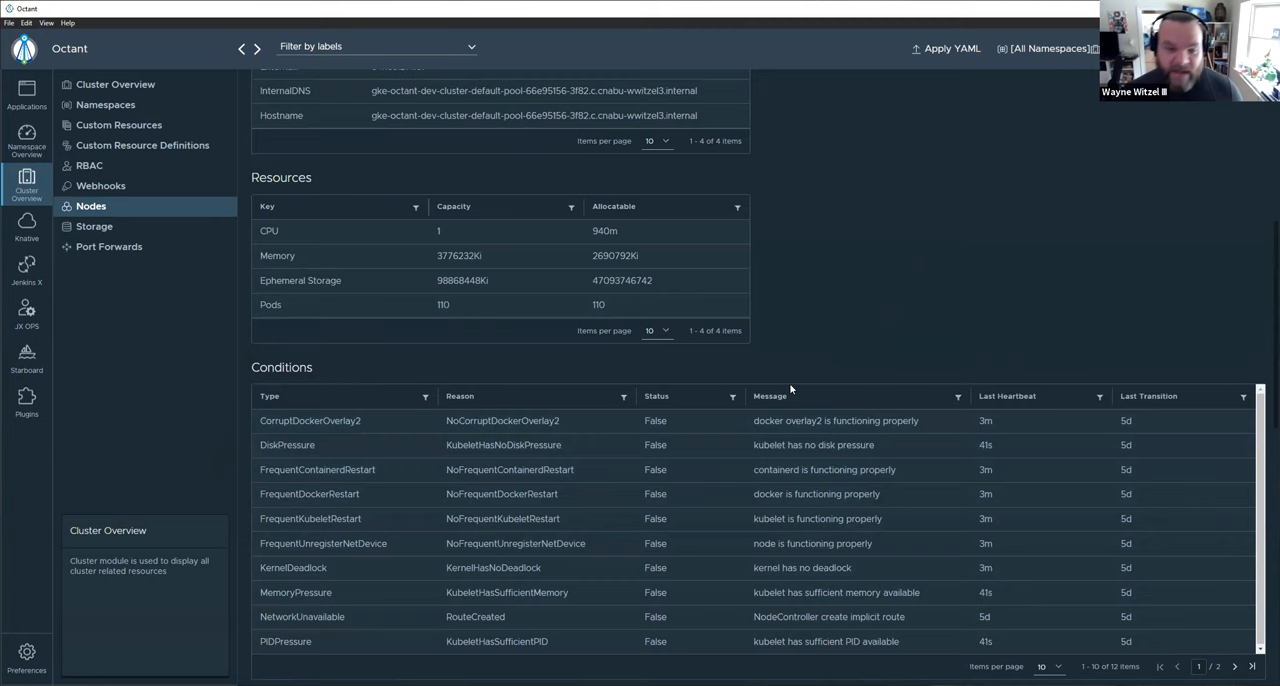 Octant
File Edit View Help
Octant
Filter by labels
Apply YAML
[All Namespaces]
Wayne Witzel III
Applications
Namespace Overview
Cluster Overview
Knative
Jenkins X
JX OPS
Starboard
Plugins
Preferences
Cluster Overview
Namespaces
Custom Resources
Custom Resource Definitions
RBAC
Webhooks
Nodes
Storage
Port Forwards
Cluster Overview
Cluster module is used to display all
cluster related resources
InternalDNS gke-octant-dev-cluster-default-pool-66e95156-3f82.c.cnabu-wwitzel3.internal
Hostname gke-octant-dev-cluster-default-pool-66e95156-3f82.c.cnabu-wwitzel3.internal
Items per page 10 1 - 4 of 4 items
Resources
Key Capacity Allocatable
CPU 1 940m
Memory 3776232Ki 2690792Ki
Ephemeral Storage 98868448Ki 47093746742
Pods 110 110
Items per page 10 1 - 4 of 4 items
Conditions
Type Reason Status Message Last Heartbeat Last Transition
CorruptDockerOverlay2 NoCorruptDockerOverlay2 False docker overlay2 is functioning properly 3m 5d
DiskPressure KubeletHasNoDiskPressure False kubelet has no disk pressure 41s 5d
FrequentContainerdRestart NoFrequentContainerdRestart False containerd is functioning properly 3m 5d
FrequentDockerRestart NoFrequentDockerRestart False docker is functioning properly 3m 5d
FrequentKubeletRestart NoFrequentKubeletRestart False kubelet is functioning properly 3m 5d
FrequentUnregisterNetDevice NoFrequentUnregisterNetDevice False node is functioning properly 3m 5d
KernelDeadlock KernelHasNoDeadlock False kernel has no deadlock 3m 5d
MemoryPressure KubeletHasSufficientMemory False kubelet has sufficient memory available 41s 5d
NetworkUnavailable RouteCreated False NodeController create implicit route 5d 5d
PIDPressure KubeletHasSufficientPID False kubelet has sufficient PID available 41s 5d
Items per page 10 1 - 10 of 12 items 1 / 2